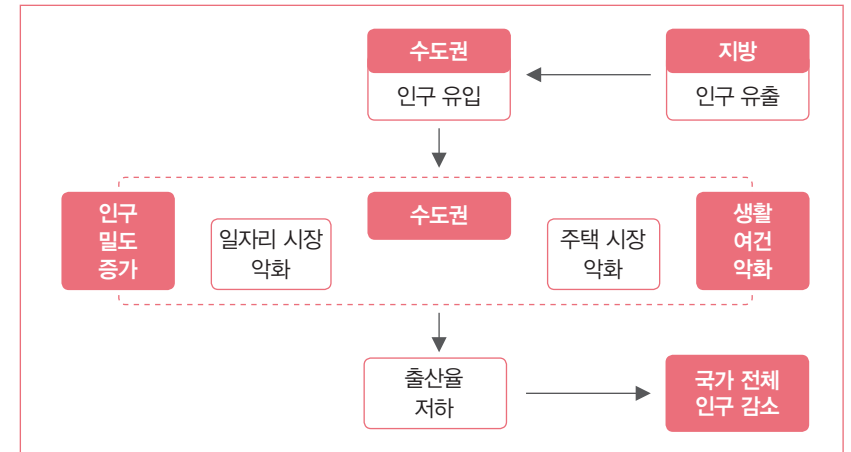 수도권
인구 유입
지방
인구 유출
인구
밀도
증가
일자리 시장
악화
수도권
주택 시장
악화
생활
여건
악화
출산율
저하
국가 전체
인구 감소